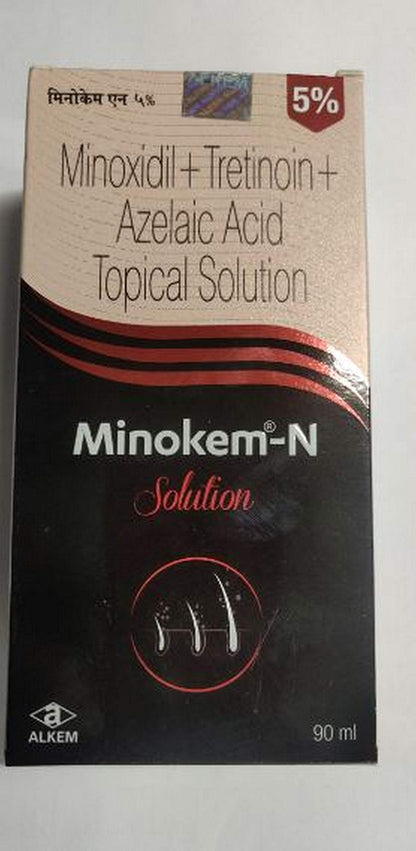 मिनोकेम एन ५%
5%
Minoxidil+Tretinoin+
Azelaic Acid
Topical Solution
Minokem®-N
Solution
a
ALKEM
90 ml